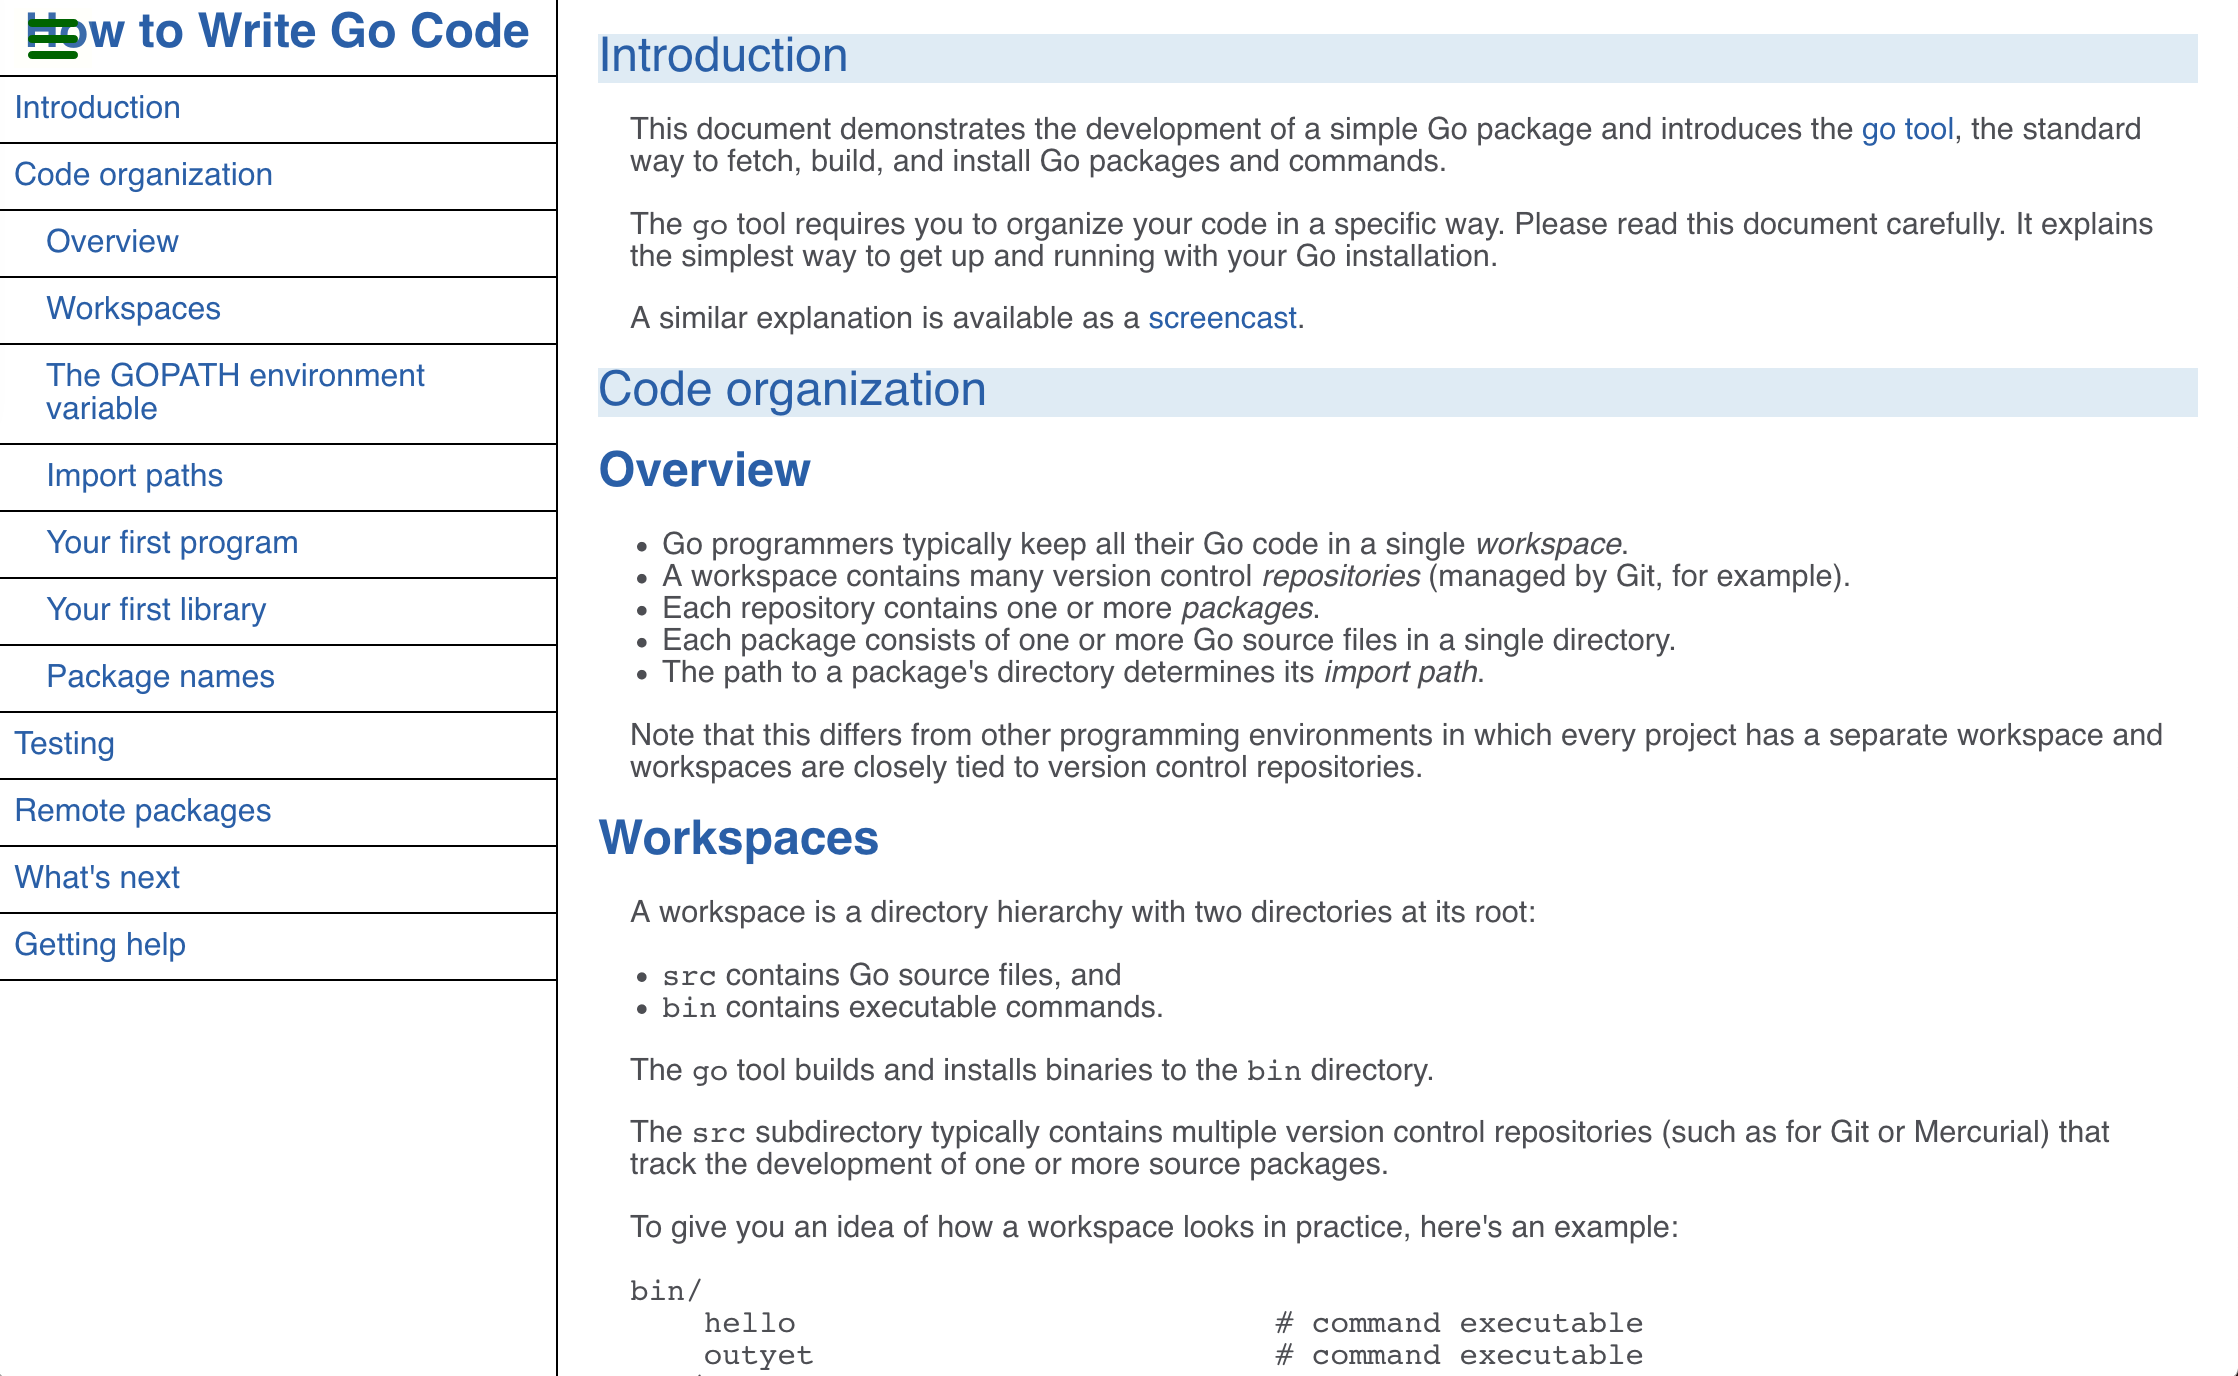 How to Write Go Code
Introduction
Code organization
Overview
Workspaces
The GOPATH environment
variable
Import paths
Your first program
Your first library
Package names
Testing
Remote packages
What's next
Getting help
Introduction
This document demonstrates the development of a simple Go package and introduces the go tool, the standard
way to fetch, build, and install Go packages and commands.
The go tool requires you to organize your code in a specific way. Please read this document carefully. It explains
the simplest way to get up and running with your Go installation.
A similar explanation is available as a screencast.
Code organization
Overview
• Go programmers typically keep all their Go code in a single workspace.
• A workspace contains many version control repositories (managed by Git, for example).
• Each repository contains one or more packages.
• Each package consists of one or more Go source files in a single directory.
• The path to a package's directory determines its import path.
Note that this differs from other programming environments in which every project has a separate workspace and
workspaces are closely tied to version control repositories.
Workspaces
A workspace is a directory hierarchy with two directories at its root:
• src contains Go source files, and
• bin contains executable commands.
The go tool builds and installs binaries to the bin directory.
The src subdirectory typically contains multiple version control repositories (such as for Git or Mercurial) that
track the development of one or more source packages.
To give you an idea of how a workspace looks in practice, here's an example:
bin/
hello # command executable
outyet # command executable